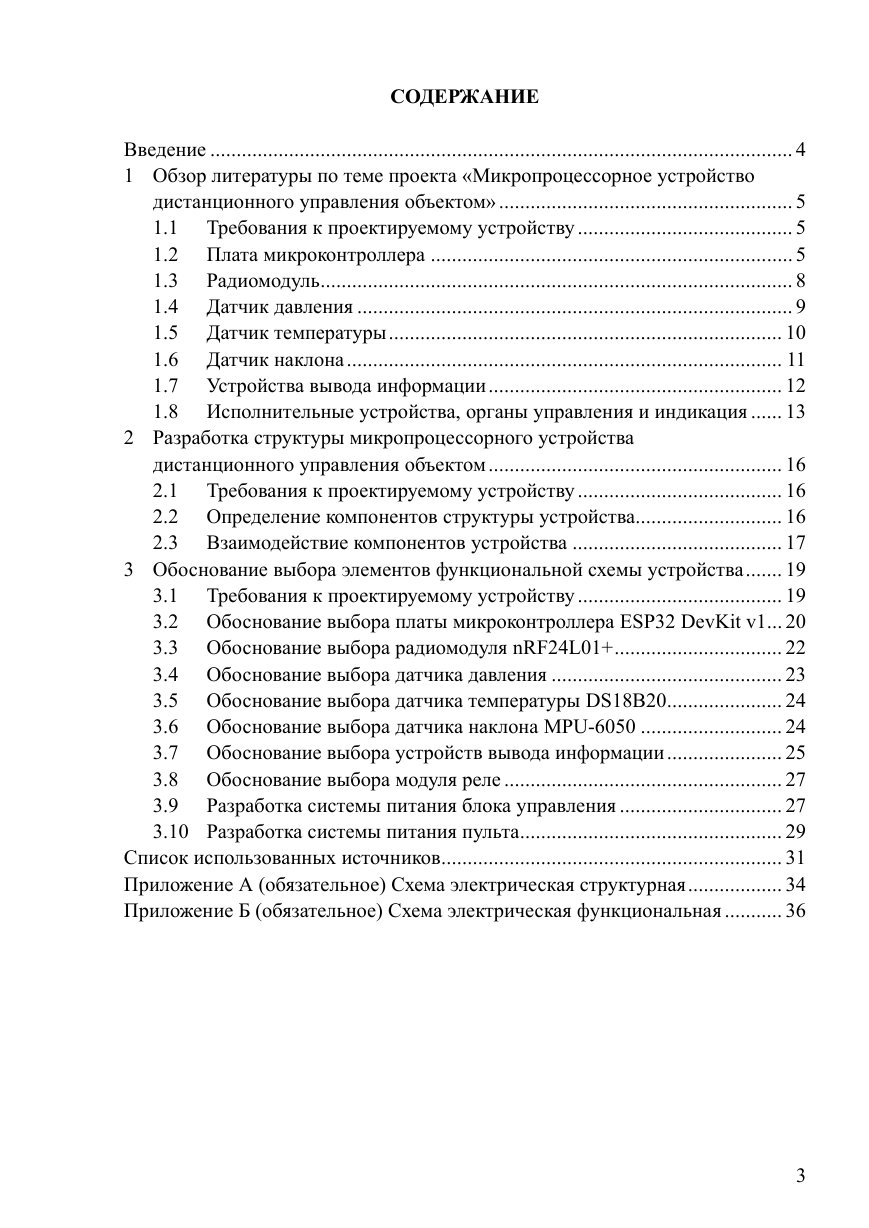 СОДЕРЖАНИЕ
Введение ............................................................................................................... 4
1 Обзор литературы по теме проекта «Микропроцессорное устройство
дистанционного управления объектом» ........................................................ 5
1.1 Требования к проектируемому устройству ......................................... 5
1.2 Плата микроконтроллера ..................................................................... 5
1.3 Радиомодуль.......................................................................................... 8
1.4 Датчик давления ................................................................................... 9
1.5 Датчик температуры ........................................................................... 10
1.6 Датчик наклона ................................................................................... 11
1.7 Устройства вывода информации ........................................................ 12
1.8 Исполнительные устройства, органы управления и индикация ...... 13
2 Разработка структуры микропроцессорного устройства
дистанционного управления объектом ........................................................ 16
2.1 Требования к проектируемому устройству ....................................... 16
2.2 Определение компонентов структуры устройства............................ 16
2.3 Взаимодействие компонентов устройства ........................................ 17
3 Обоснование выбора элементов функциональной схемы устройства ....... 19
3.1 Требования к проектируемому устройству ....................................... 19
3.2 Обоснование выбора платы микроконтроллера ESP32 DevKit v1... 20
3.3 Обоснование выбора радиомодуля nRF24L01+................................ 22
3.4 Обоснование выбора датчика давления ............................................ 23
3.5 Обоснование выбора датчика температуры DS18B20...................... 24
3.6 Обоснование выбора датчика наклона MPU-6050 ........................... 24
3.7 Обоснование выбора устройств вывода информации ...................... 25
3.8 Обоснование выбора модуля реле ..................................................... 27
3.9 Разработка системы питания блока управления ............................... 27
3.10 Разработка системы питания пульта.................................................. 29
Список использованных источников................................................................. 31
Приложение А (обязательное) Схема электрическая структурная .................. 34
Приложение Б (обязательное) Схема электрическая функциональная ........... 36
3